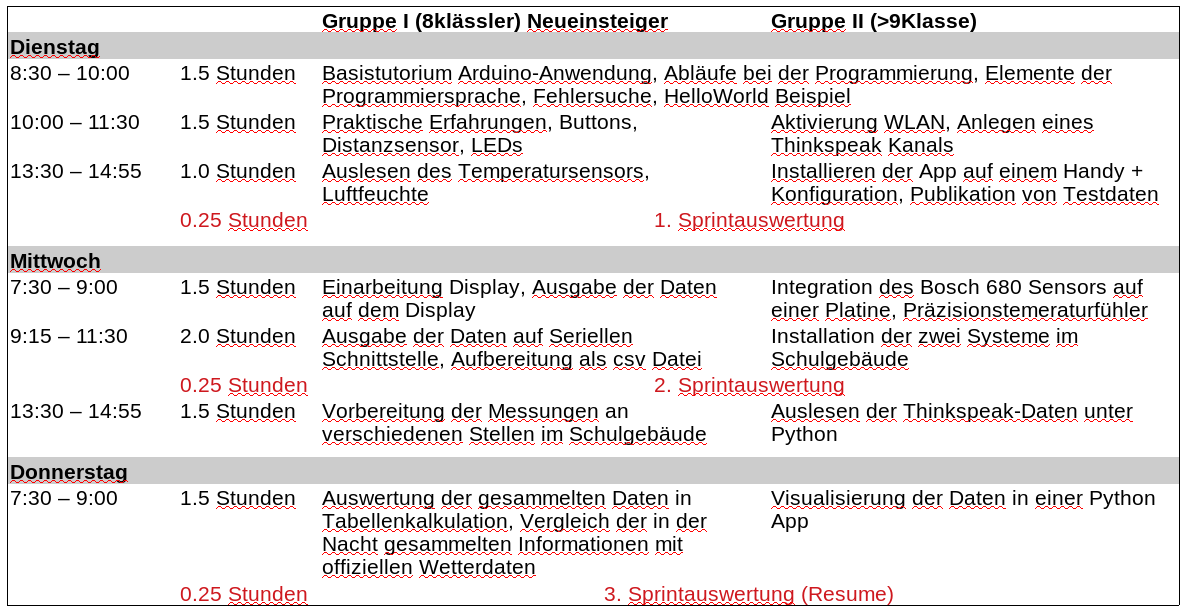 Gruppe I (8klässler) Neueinsteiger Gruppe II (>9Klasse)
Dienstag
8:30 – 10:00 1.5 Stunden Basistutorium Arduino-Anwendung, Abläufe bei der Programmierung, Elemente der
Programmiersprache, Fehlersuche, HelloWorld Beispiel
10:00 – 11:30 1.5 Stunden Praktische Erfahrungen, Buttons, Aktivierung WLAN, Anlegen eines
Distanzsensor, LEDs Thinkspeak Kanals
13:30 – 14:55 1.0 Stunden Auslesen des Temperatursensors, Installieren der App auf einem Handy +
Luftfeuchte Konfiguration, Publikation von Testdaten
0.25 Stunden 1. Sprintauswertung
Mittwoch
7:30 – 9:00 1.5 Stunden Einarbeitung Display, Ausgabe der Daten Integration des Bosch 680 Sensors auf
auf dem Display einer Platine, Präzisionstemeraturfühler
9:15 – 11:30 2.0 Stunden Ausgabe der Daten auf Seriellen Installation der zwei Systeme im
Schnittstelle, Aufbereitung als csv Datei Schulgebäude
0.25 Stunden 2. Sprintauswertung
13:30 – 14:55 1.5 Stunden Vorbereitung der Messungen an Auslesen der Thinkspeak-Daten unter
verschiedenen Stellen im Schulgebäude Python
Donnerstag
7:30 – 9:00 1.5 Stunden Auswertung der gesammelten Daten in Visualisierung der Daten in einer Python
Tabellenkalkulation, Vergleich der in der App
Nacht gesammelten Informationen mit
offiziellen Wetterdaten
0.25 Stunden 3. Sprintauswertung (Resume)